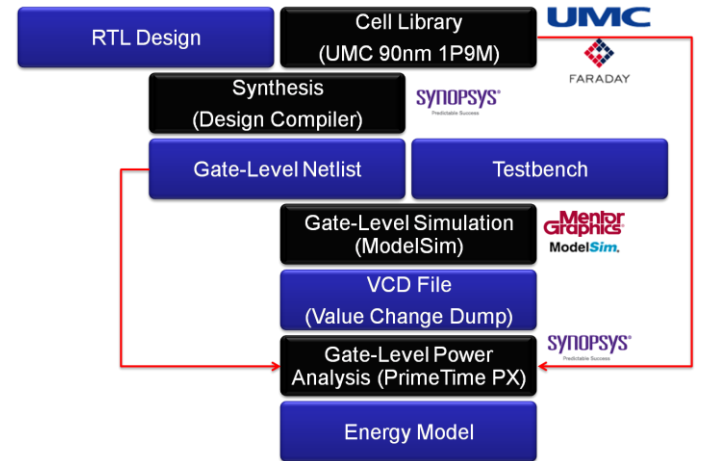 RTL Design
Cell Library
(UMC 90nm 1P9M)
UMC
FARADAY
Synthesis
(Design Compiler)
SYNOPSYS®
Predictable Success
Gate-Level Netlist
Testbench
Gate-Level Simulation
(ModelSim)
Mentor
Graphics®
ModelSim.
VCD File
(Value Change Dump)
Gate-Level Power
Analysis (PrimeTime PX)
SYNOPSYS®
Predictable Success
Energy Model